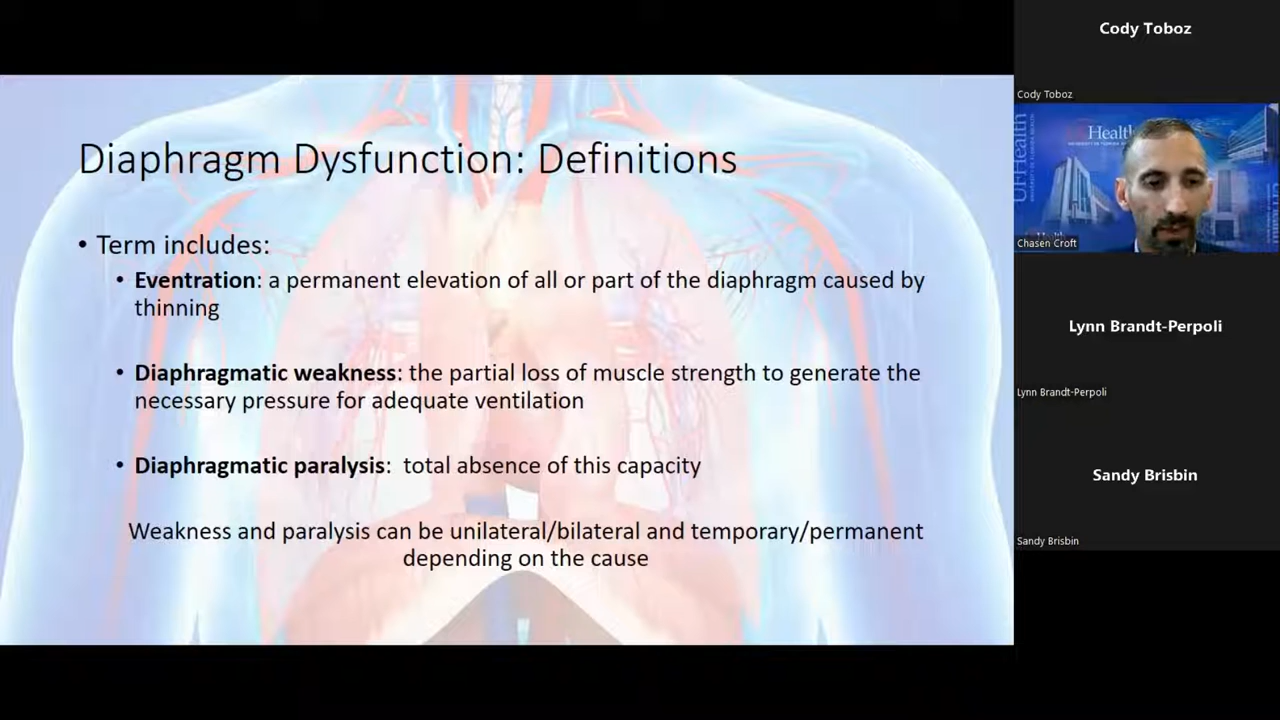 Diaphragm Dysfunction: Definitions
• Term includes:
• Eventration: a permanent elevation of all or part of the diaphragm caused by
thinning
• Diaphragmatic weakness: the partial loss of muscle strength to generate the
necessary pressure for adequate ventilation
• Diaphragmatic paralysis: total absence of this capacity
Weakness and paralysis can be unilateral/bilateral and temporary/permanent
depending on the cause
Cody Toboz
Cody Toboz
UFHealth
Health
Chasen Croft
Lynn Brandt-Perpoli
Lynn Brandt-Perpoli
Sandy Brisbin
Sandy Brisbin